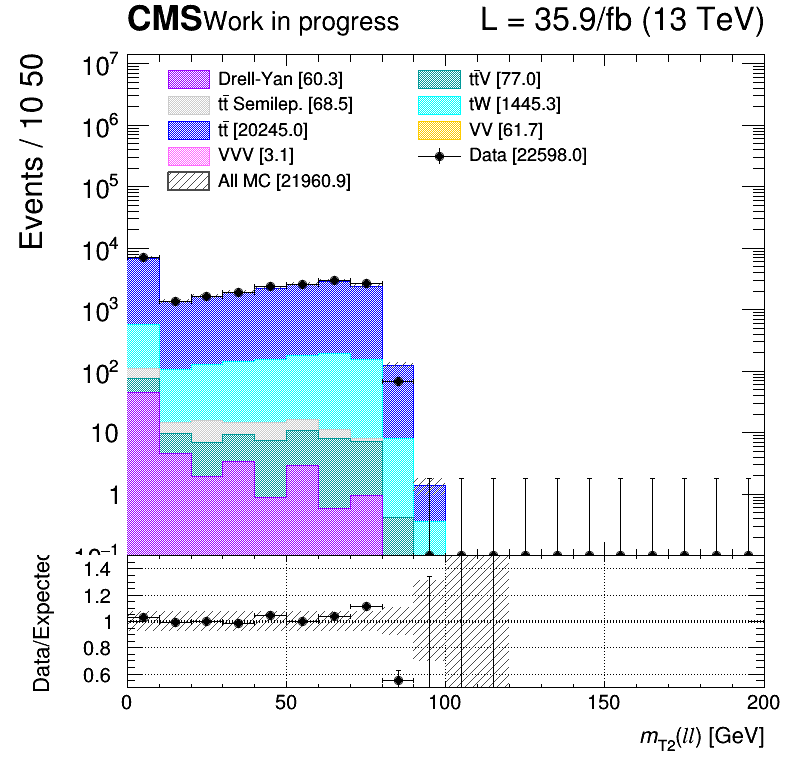 CMS Work in progress L = 35.9/fb (13 TeV)
Events / 10 50
10⁷
10⁶
10⁵
10⁴
10³
10²
10
1
10⁻¹
Drell-Yan [60.3]
tt̄ Semilep. [68.5]
tt̄ [20245.0]
VVV [3.1]
All MC [21960.9]
tt̄V [77.0]
tW [1445.3]
VV [61.7]
Data [22598.0]
Data/Expected
1.4
1.2
1
0.8
0.6
0 50 100 150 200
m_T2(ll) [GeV]